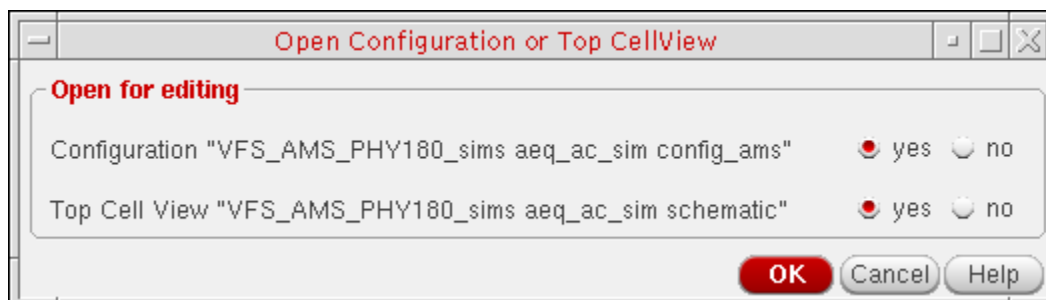 Open Configuration or Top CellView
Open for editing
Configuration "VFS_AMS_PHY180_sims aeq_ac_sim config_ams" yes no
Top Cell View "VFS_AMS_PHY180_sims aeq_ac_sim schematic" yes no
OK Cancel Help